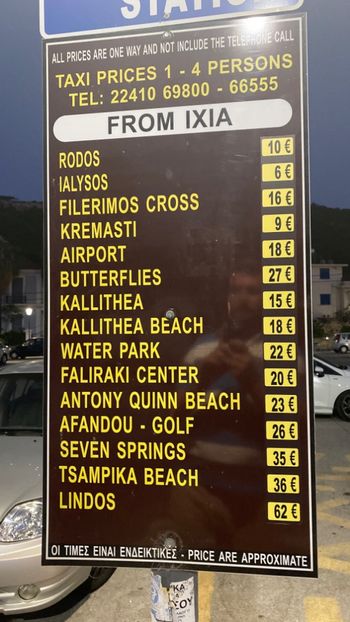 ALL PRICES ARE ONE WAY AND NOT INCLUDE THE TELEPHONE CALL
TAXI PRICES 1 - 4 PERSONS
TEL: 22410 69800 - 66555
FROM IXIA
RODOS 10 €
IALYSOS 6 €
FILERIMOS CROSS 16 €
KREMASTI 9 €
AIRPORT 18 €
BUTTERFLIES 27 €
KALLITHEA 15 €
KALLITHEA BEACH 18 €
WATER PARK 22 €
FALIRAKI CENTER 20 €
ANTONY QUINN BEACH 23 €
AFANDOU - GOLF 26 €
SEVEN SPRINGS 35 €
TSAMPIKA BEACH 36 €
LINDOS 62 €
ΟΙ ΤΙΜΕΣ ΕΙΝΑΙ ΕΝΔΕΙΚΤΙΚΕΣ - PRICE ARE APPROXIMATE